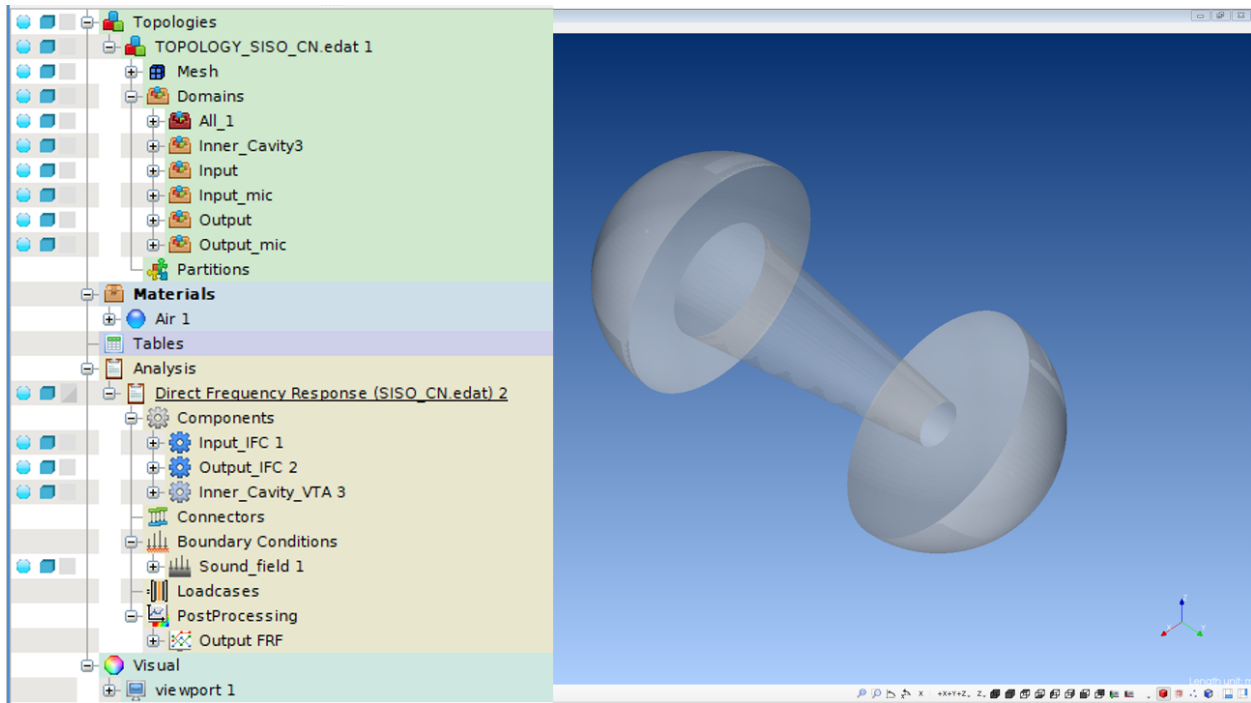 Topologies
TOPOLOGY_SISO_CN.edat 1
Mesh
Domains
All_1
Inner_Cavity3
Input
Input_mic
Output
Output_mic
Partitions
Materials
Air 1
Tables
Analysis
Direct Frequency Response (SISO_CN.edat) 2
Components
Input_IFC 1
Output_IFC 2
Inner_Cavity_VTA 3
Connectors
Boundary Conditions
Sound_field 1
Loadcases
PostProcessing
Output FRF
Visual
viewport 1
Z
X
Y
Length unit: m